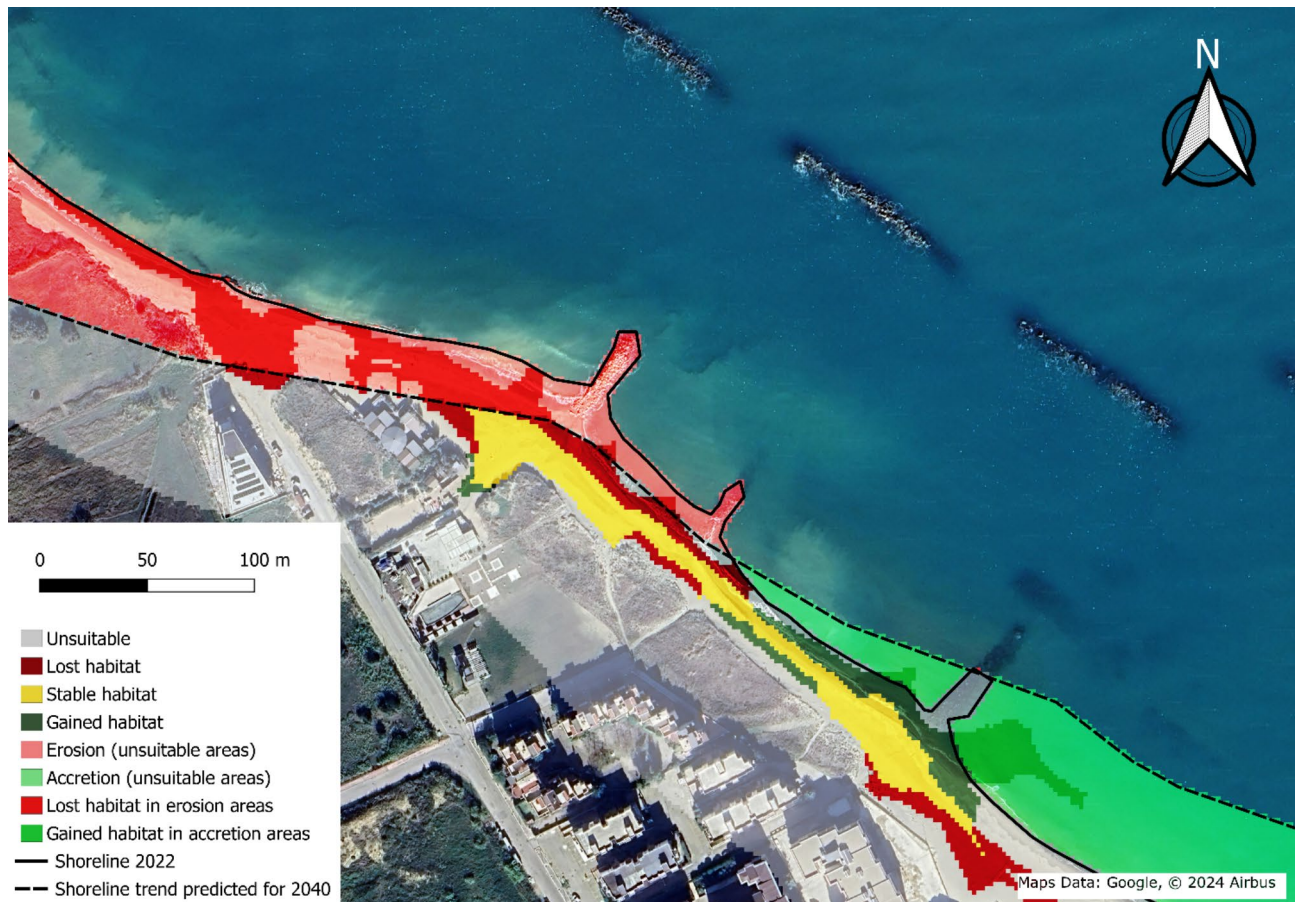 N
0 50 100 m
Unsuitable
Lost habitat
Stable habitat
Gained habitat
Erosion (unsuitable areas)
Accretion (unsuitable areas)
Lost habitat in erosion areas
Gained habitat in accretion areas
Shoreline 2022
Shoreline trend predicted for 2040
Maps Data: Google, © 2024 Airbus